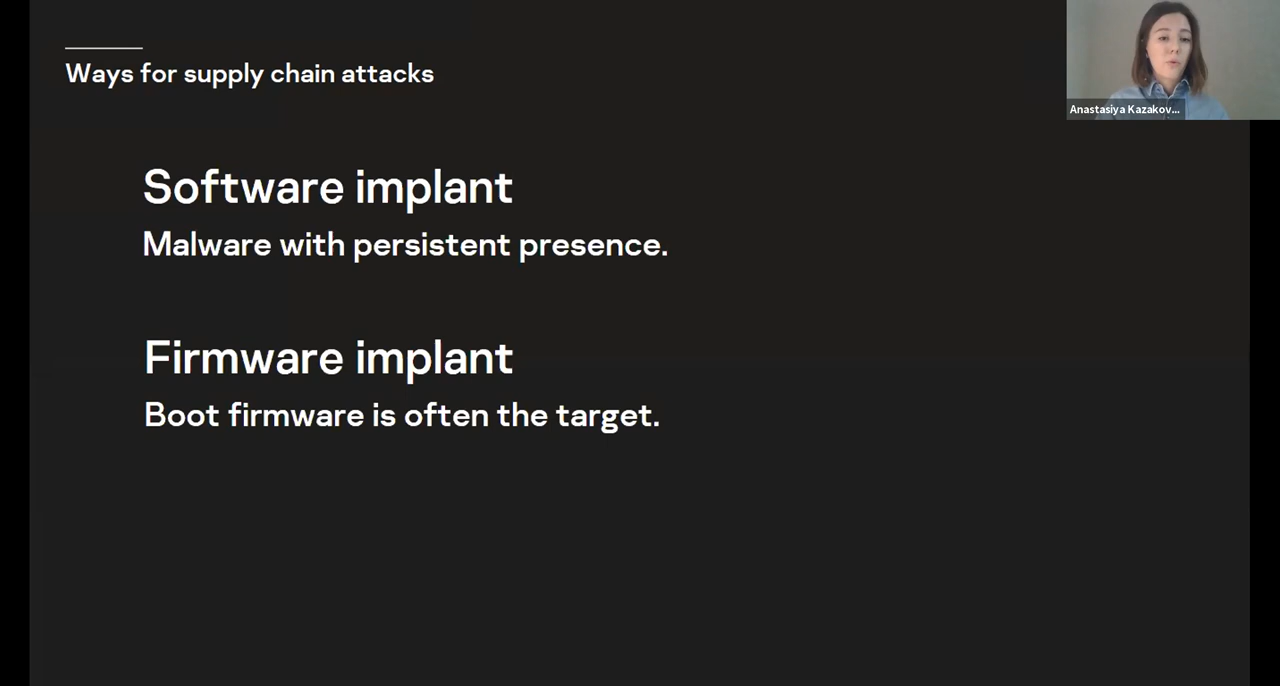 Ways for supply chain attacks
Anastasiya Kazakov...
Software implant
Malware with persistent presence.
Firmware implant
Boot firmware is often the target.